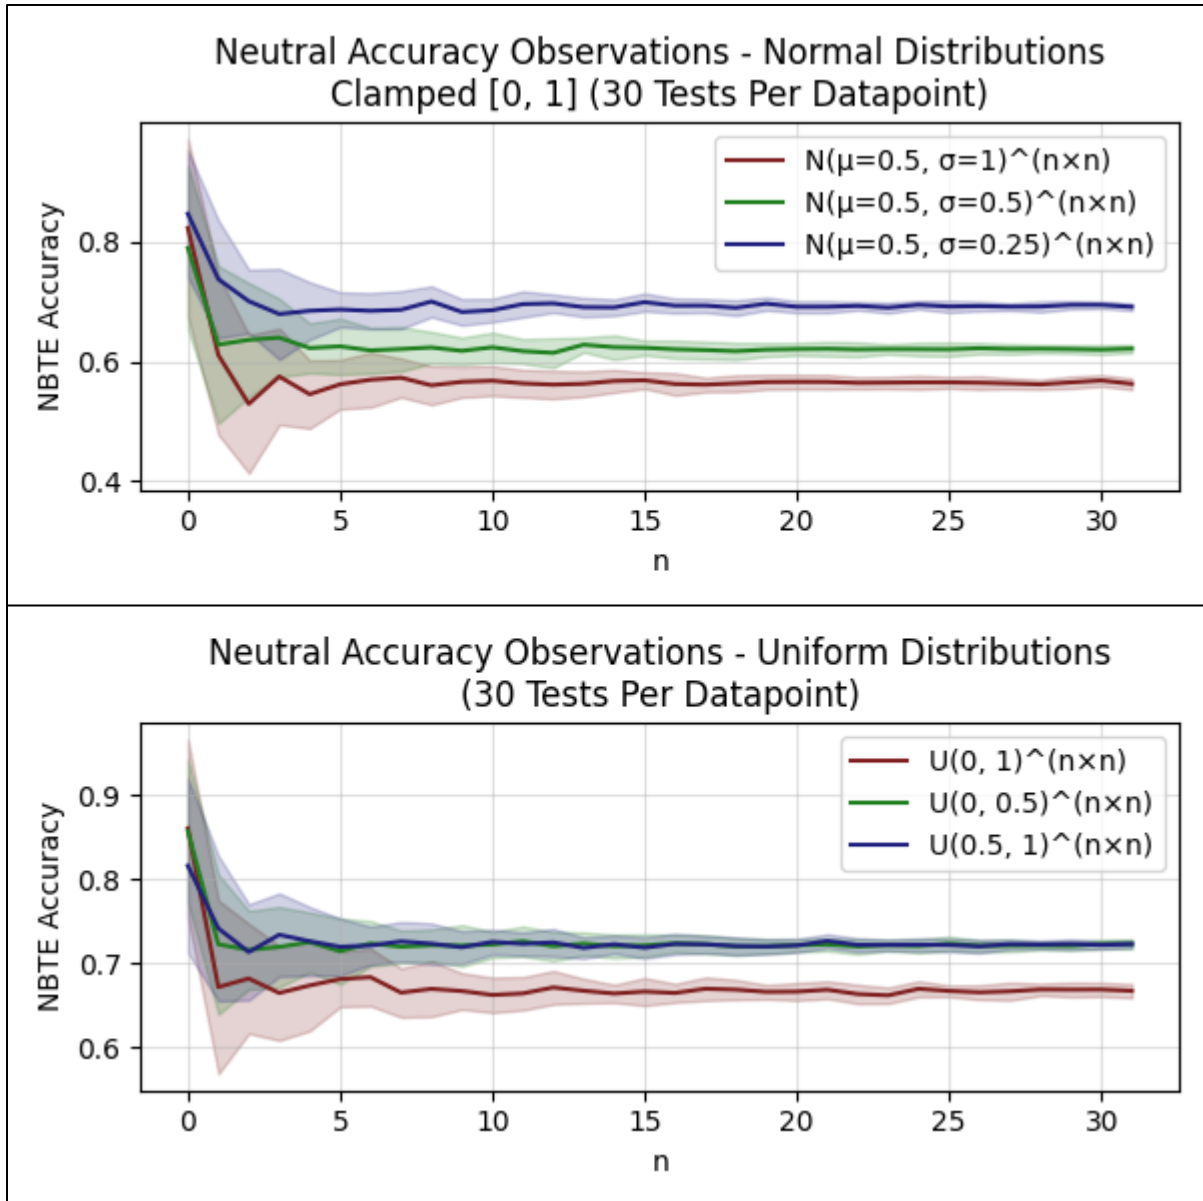 Neutral Accuracy Observations - Normal Distributions
Clamped [0, 1] (30 Tests Per Datapoint)
N(μ=0.5, σ=1)^(n×n)
N(μ=0.5, σ=0.5)^(n×n)
N(μ=0.5, σ=0.25)^(n×n)
NBTE Accuracy
0.8
0.6
0.4
0 5 10 15 20 25 30
n
Neutral Accuracy Observations - Uniform Distributions
(30 Tests Per Datapoint)
U(0, 1)^(n×n)
U(0, 0.5)^(n×n)
U(0.5, 1)^(n×n)
NBTE Accuracy
0.9
0.8
0.7
0.6
0 5 10 15 20 25 30
n